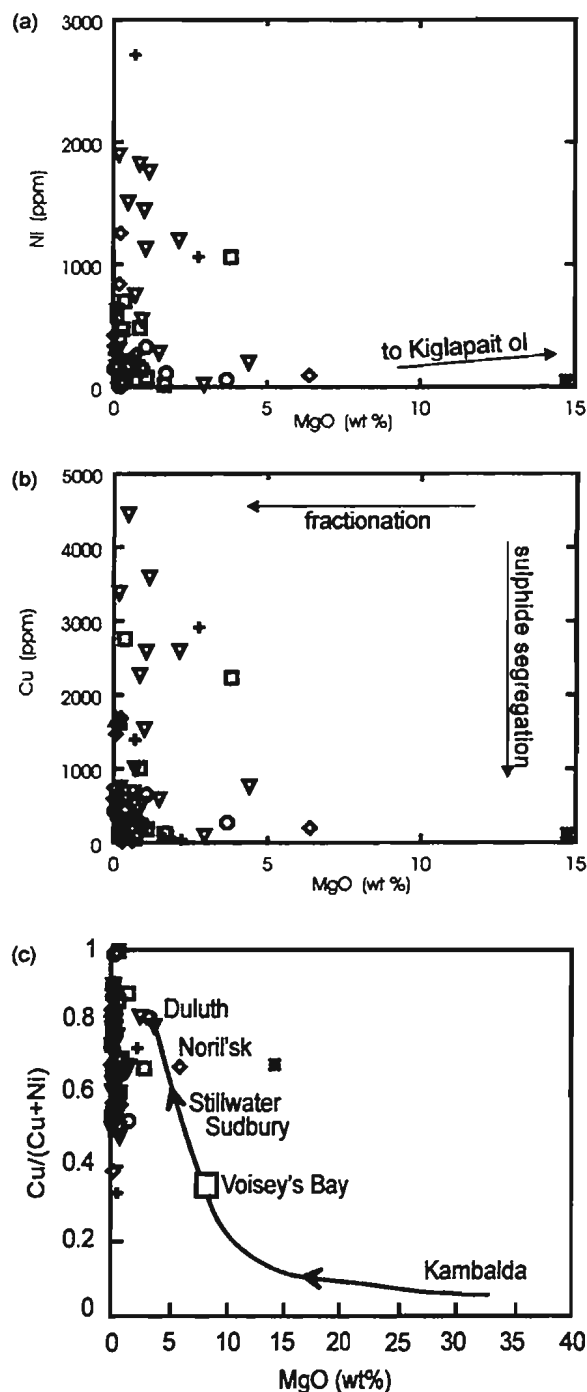 (a)
3000
2000
1000
0
Ni (ppm)
to Kiglapait ol
0 5 10 15
MgO (wt %)
(b)
5000
4000
3000
2000
1000
0
Cu (ppm)
fractionation
sulphide segregation
0 5 10 15
MgO (wt %)
(c)
1
0.8
0.6
0.4
0.2
0
Cu/(Cu+Ni)
Duluth
Noril'sk
Stillwater
Sudbury
Voisey's Bay
Kambalda
0 5 10 15 20 25 30 35 40
MgO (wt%)